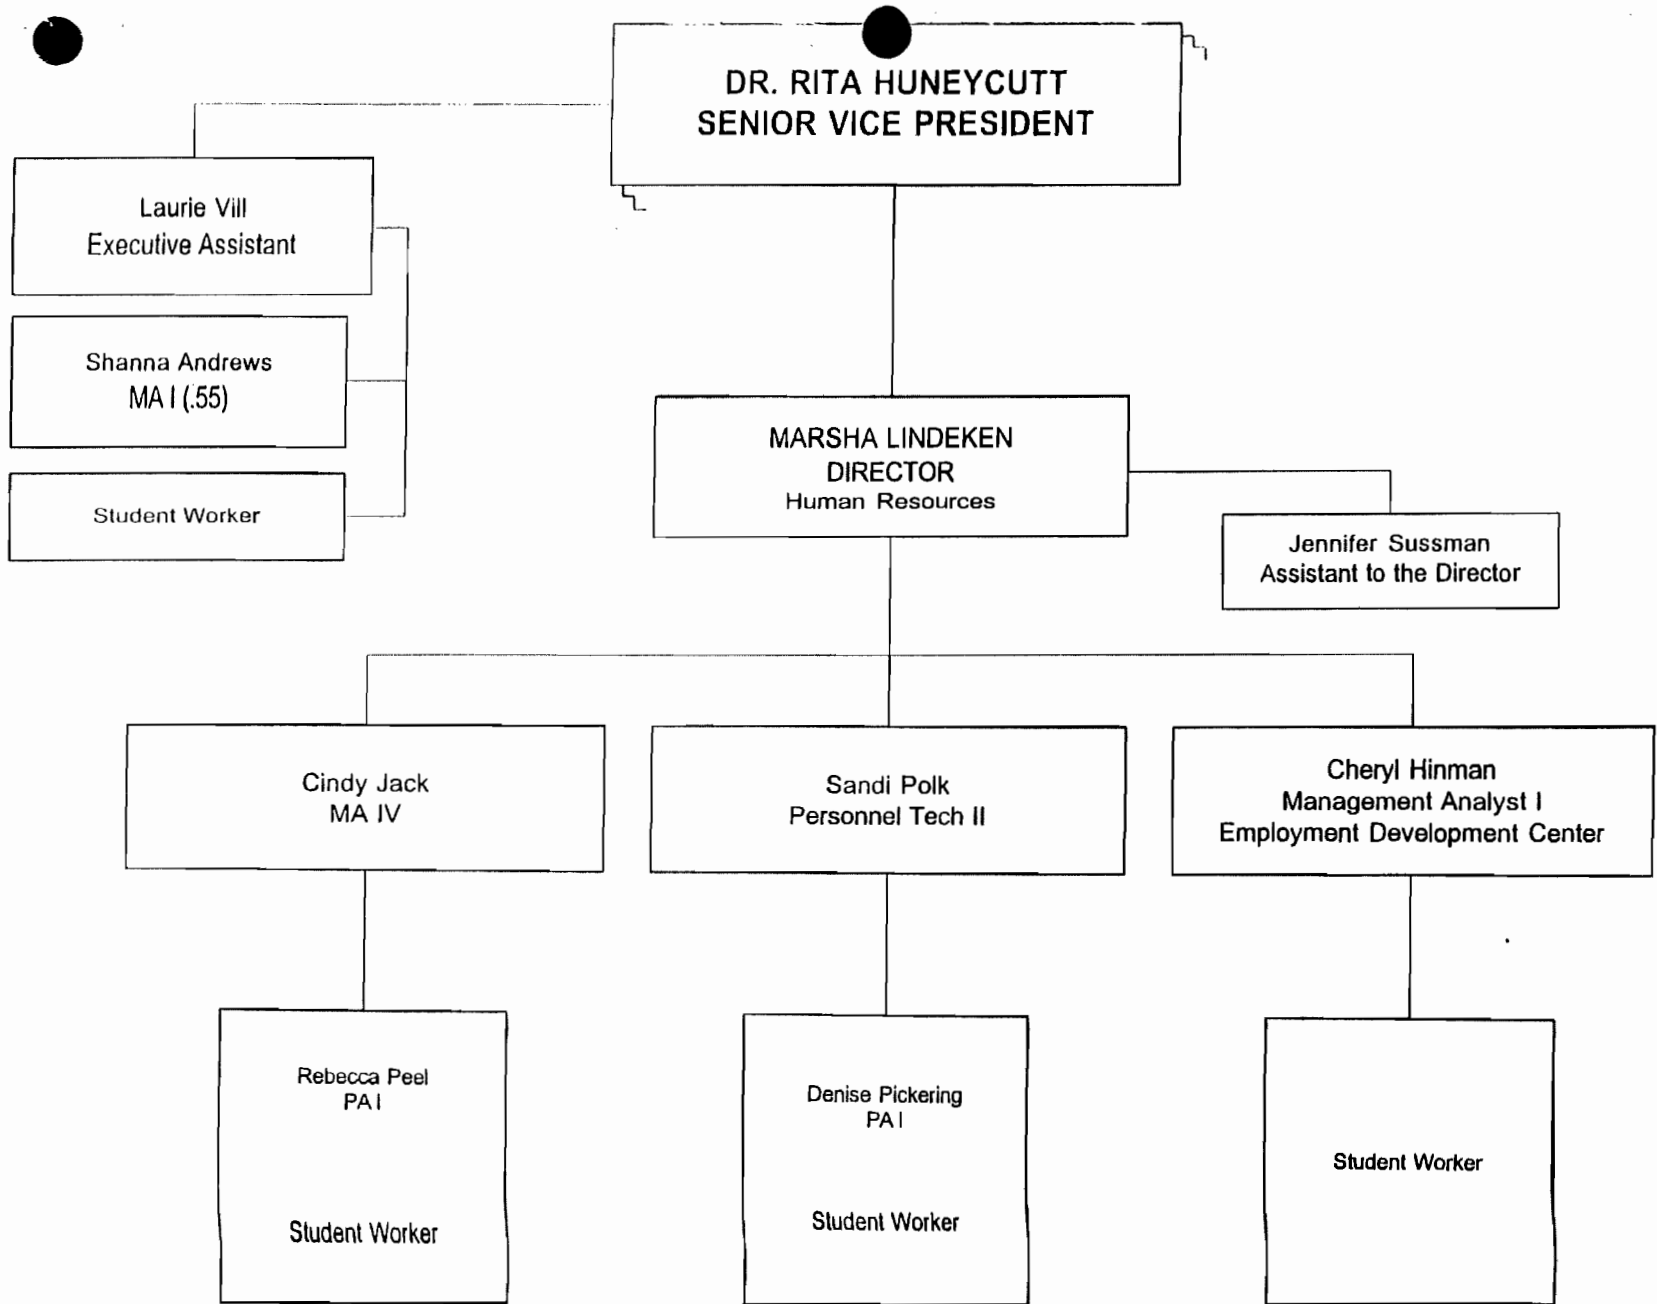 DR. RITA HUNEYCUTT
SENIOR VICE PRESIDENT
Laurie Vill
Executive Assistant
Shanna Andrews
MA I (.55)
Student Worker
MARSHA LINDEKEN
DIRECTOR
Human Resources
Jennifer Sussman
Assistant to the Director
Cindy Jack
MA IV
Sandi Polk
Personnel Tech II
Cheryl Hinman
Management Analyst I
Employment Development Center
Rebecca Peel
PA I
Student Worker
Denise Pickering
PA I
Student Worker
Student Worker